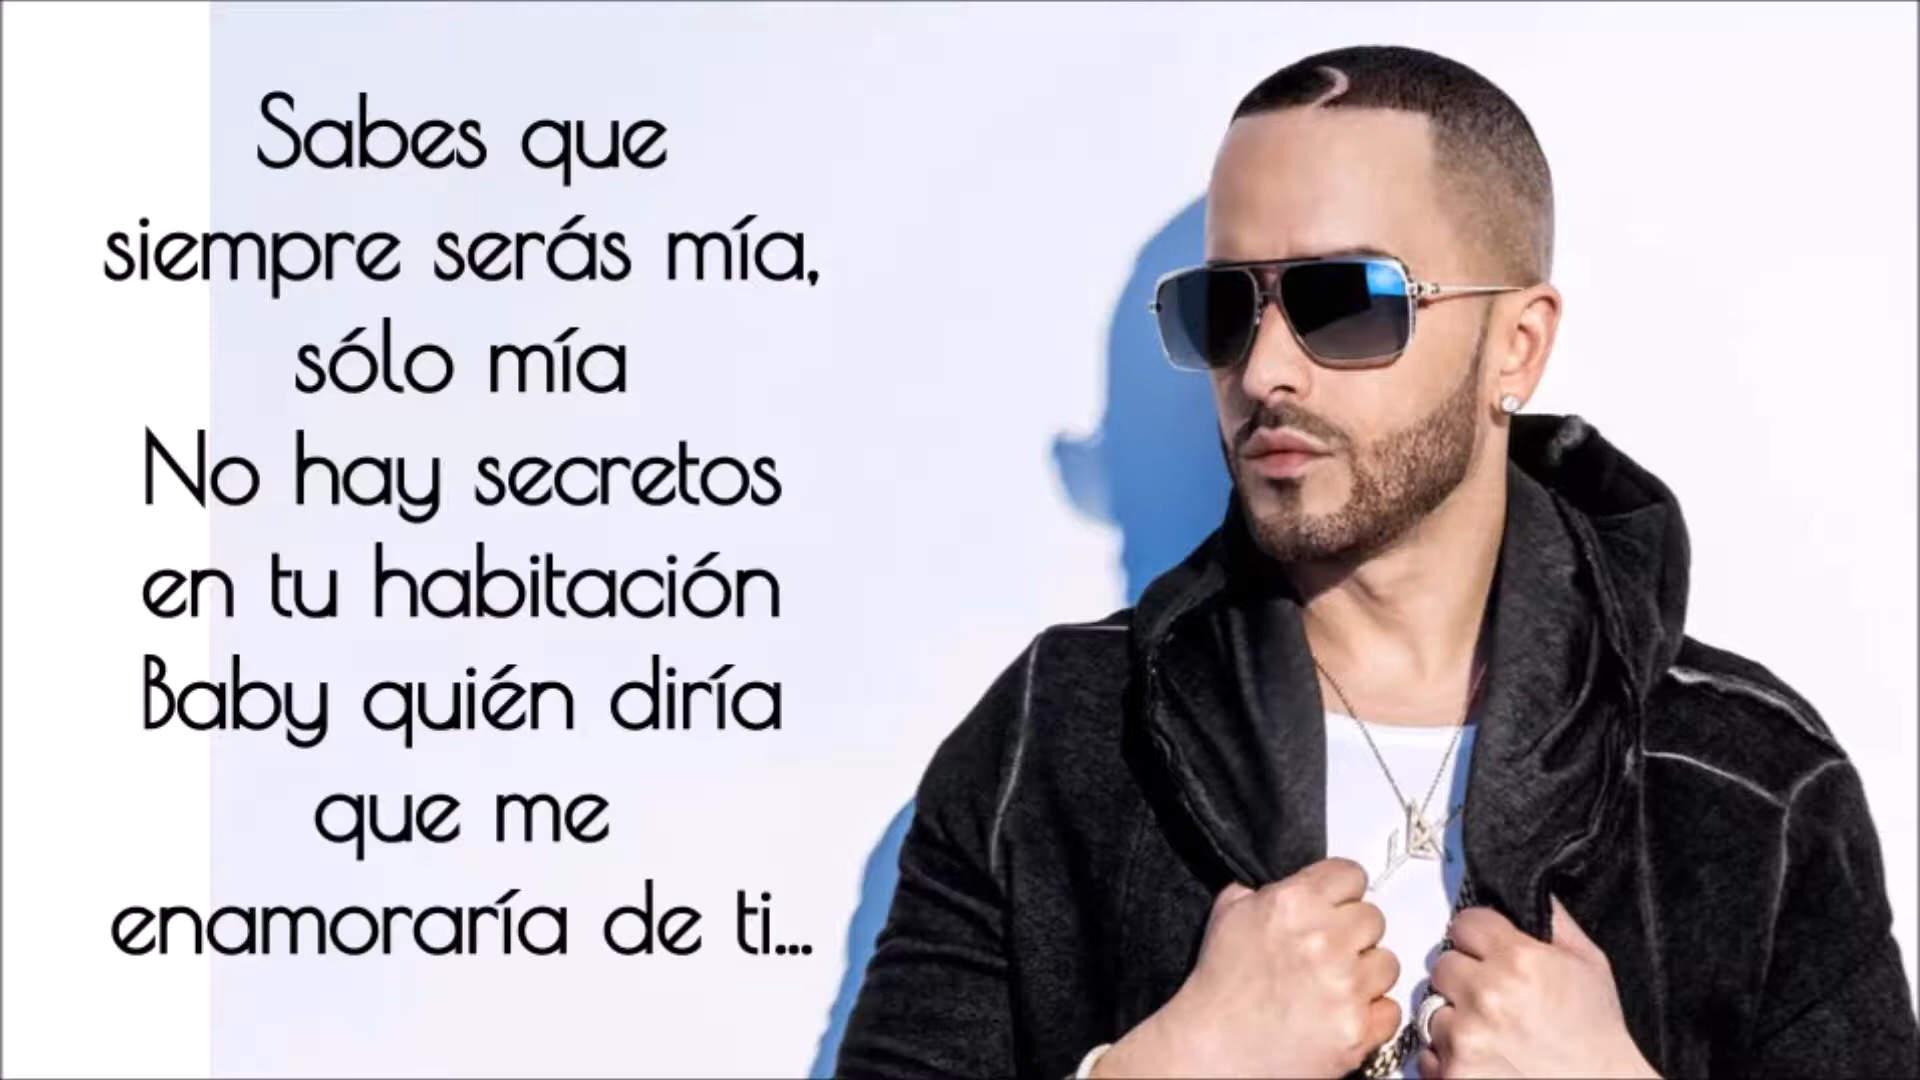 Sabes que
siempre serás mía,
sólo mía
No hay secretos
en tu habitación
Baby quién diría
que me
enamoraría de ti...